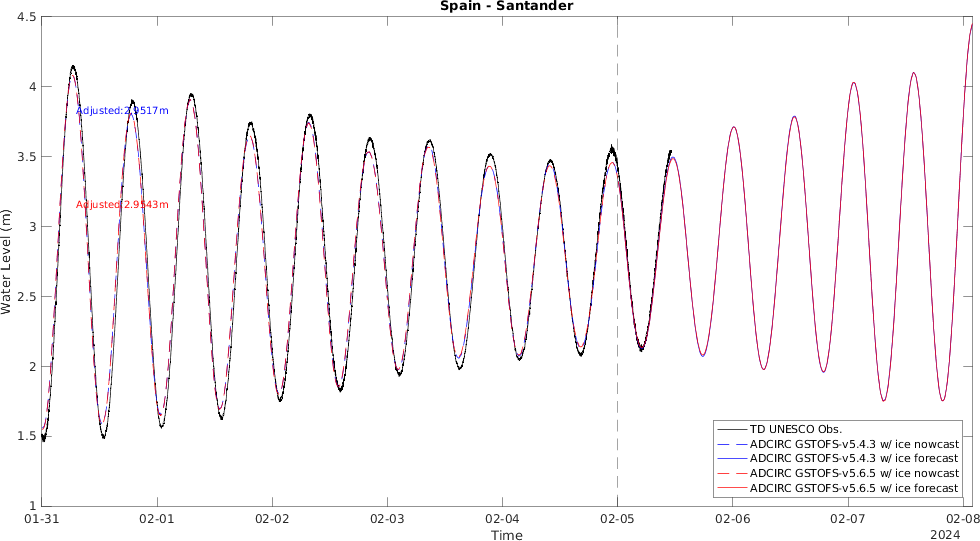 Spain - Santander
4.5
4
3.5
3
2.5
2
1.5
1
Water Level (m)
Adjusted:2.9517m
Adjusted:2.9543m
TD UNESCO Obs.
ADCIRC GSTOFS-v5.4.3 w/ ice nowcast
ADCIRC GSTOFS-v5.4.3 w/ ice forecast
ADCIRC GSTOFS-v5.6.5 w/ ice nowcast
ADCIRC GSTOFS-v5.6.5 w/ ice forecast
01-31 02-01 02-02 02-03 02-04 02-05 02-06 02-07 02-08
Time
2024